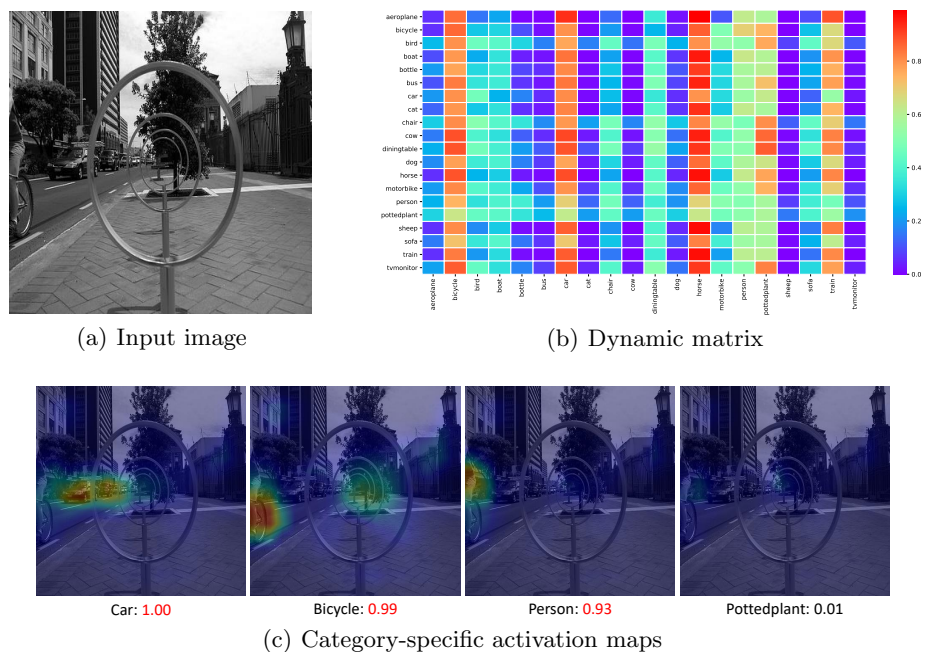 aeroplane
bicycle
bird
boat
bottle
bus
car
cat
chair
cow
diningtable
dog
horse
motorbike
person
pottedplant
sheep
sofa
train
tvmonitor
aeroplane
bicycle
bird
boat
bottle
bus
car
cat
chair
cow
diningtable
dog
horse
motorbike
person
pottedplant
sheep
sofa
train
tvmonitor
0.8
0.6
0.4
0.2
0.0
(a) Input image
(b) Dynamic matrix
Car: 1.00
Bicycle: 0.99
Person: 0.93
Pottedplant: 0.01
(c) Category-specific activation maps